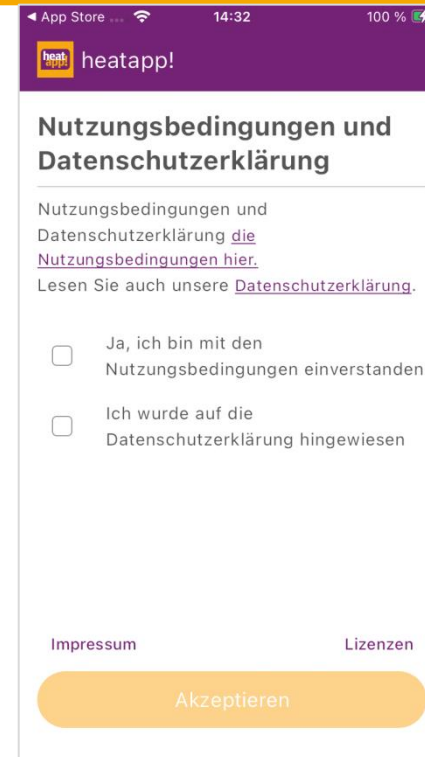 ◄ App Store ... 14:32 100 %
heat app! heatapp!
Nutzungsbedingungen und
Datenschutzerklärung
Nutzungsbedingungen und
Datenschutzerklärung die
Nutzungsbedingungen hier.
Lesen Sie auch unsere Datenschutzerklärung.
Ja, ich bin mit den
Nutzungsbedingungen einverstanden
Ich wurde auf die
Datenschutzerklärung hingewiesen
Impressum Lizenzen
Akzeptieren